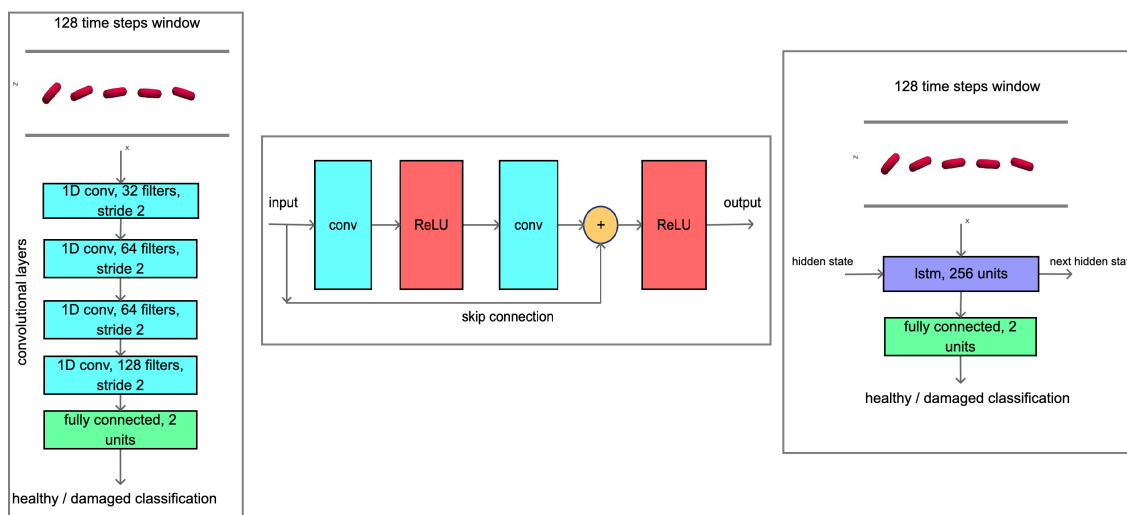 128 time steps window
z
x
convolutional layers
1D conv, 32 filters,
stride 2
1D conv, 64 filters,
stride 2
1D conv, 64 filters,
stride 2
1D conv, 128 filters,
stride 2
fully connected, 2
units
healthy / damaged classification
input
conv
ReLU
conv
+
ReLU
output
skip connection
128 time steps window
z
x
hidden state
lstm, 256 units
next hidden stat
fully connected, 2
units
healthy / damaged classification